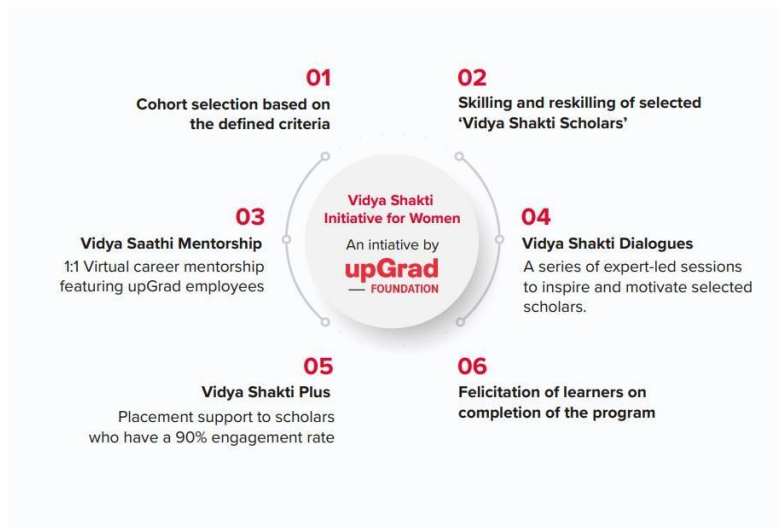 01
Cohort selection based on
the defined criteria
02
Skilling and reskilling of selected
‘Vidya Shakti Scholars’
Vidya Shakti
Initiative for Women
An intiative by
upGrad
FOUNDATION
03
Vidya Saathi Mentorship
1:1 Virtual career mentorship
featuring upGrad employees
04
Vidya Shakti Dialogues
A series of expert-led sessions
to inspire and motivate selected
scholars.
05
Vidya Shakti Plus
Placement support to scholars
who have a 90% engagement rate
06
Felicitation of learners on
completion of the program